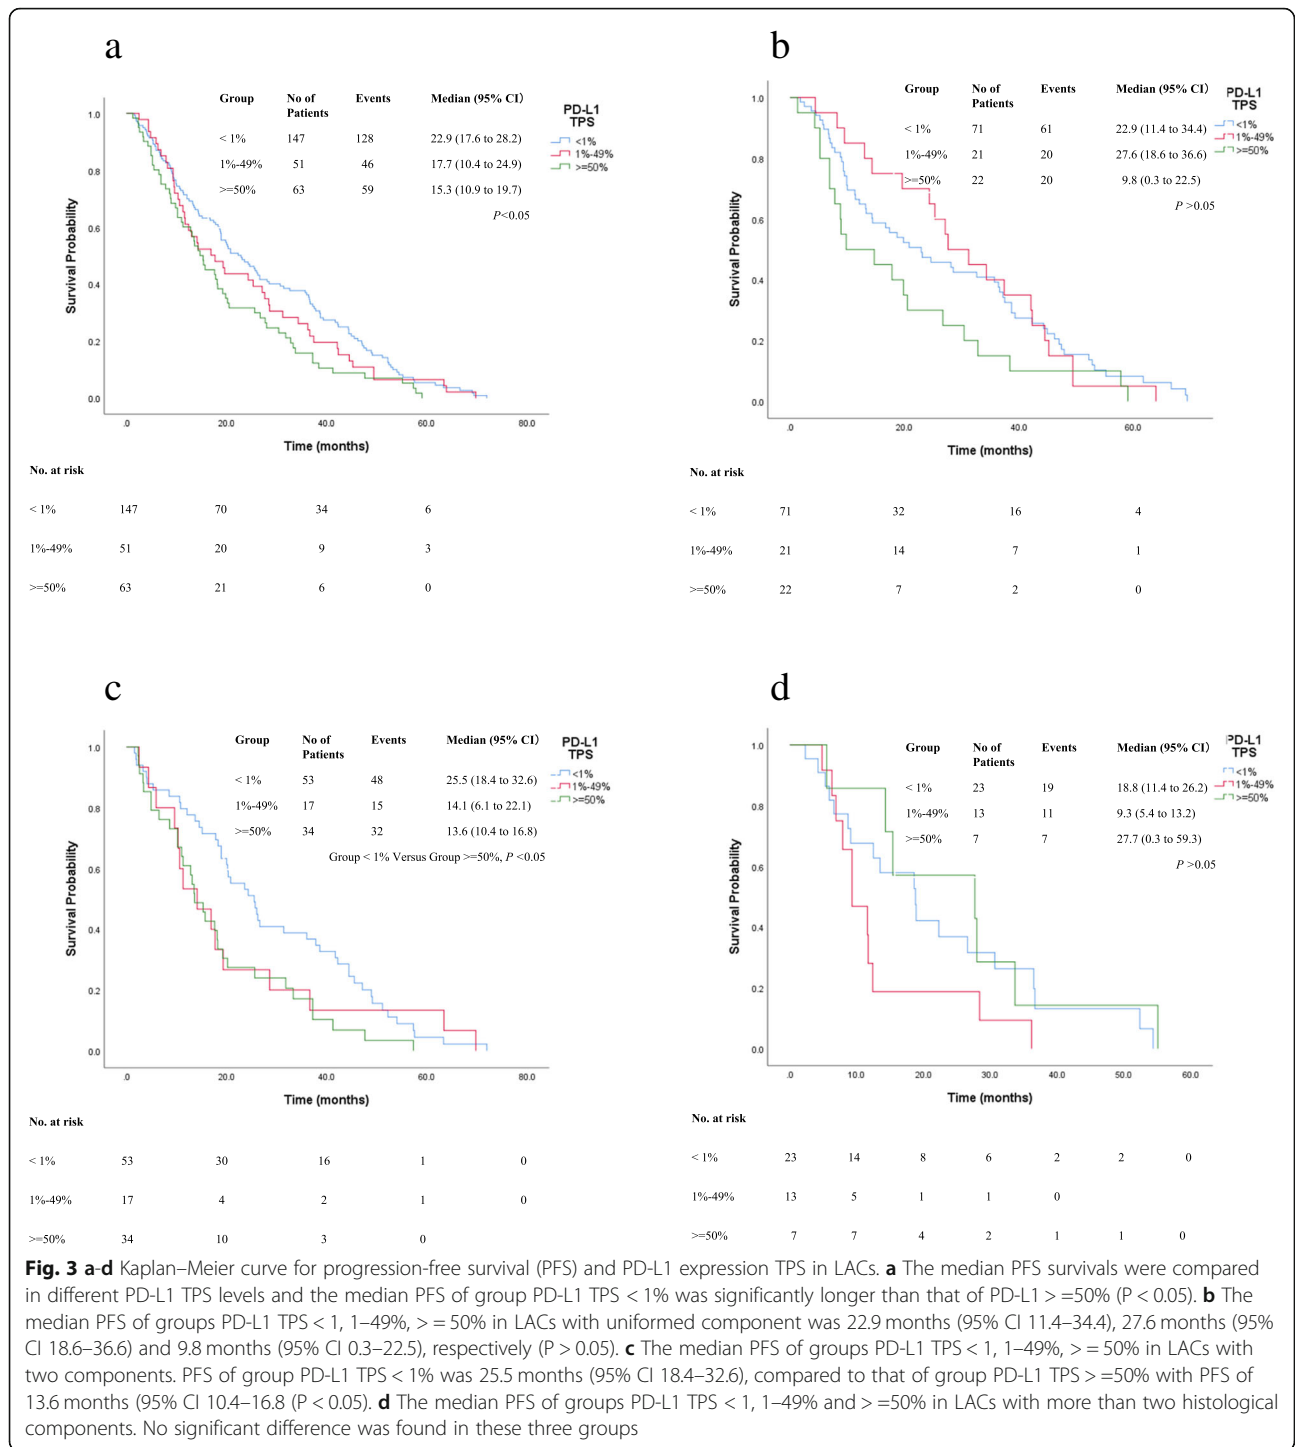 a
Group No of Patients Events Median (95% CI)
< 1% 147 128 22.9 (17.6 to 28.2)
1%-49% 51 46 17.7 (10.4 to 24.9)
>=50% 63 59 15.3 (10.9 to 19.7)
P<0.05
PD-L1
TPS
<1%
1%-49%
>=50%
Survival Probability
1.0
0.8
0.6
0.4
0.2
0.0
.0 20.0 40.0 60.0 80.0
Time (months)
No. at risk
< 1% 147 70 34 6
1%-49% 51 20 9 3
>=50% 63 21 6 0
b
Group No of Patients Events Median (95% CI)
< 1% 71 61 22.9 (11.4 to 34.4)
1%-49% 21 20 27.6 (18.6 to 36.6)
>=50% 22 20 9.8 (0.3 to 22.5)
P >0.05
PD-L1
TPS
<1%
1%-49%
>=50%
Survival Probability
1.0
0.8
0.6
0.4
0.2
0.0
.0 20.0 40.0 60.0
Time (months)
No. at risk
< 1% 71 32 16 4
1%-49% 21 14 7 1
>=50% 22 7 2 0
c
Group No of Patients Events Median (95% CI)
< 1% 53 48 25.5 (18.4 to 32.6)
1%-49% 17 15 14.1 (6.1 to 22.1)
>=50% 34 32 13.6 (10.4 to 16.8)
Group < 1% Versus Group >=50%, P <0.05
PD-L1
TPS
<1%
1%-49%
>=50%
Survival Probability
1.0
0.8
0.6
0.4
0.2
0.0
.0 20.0 40.0 60.0 80.0
Time (months)
No. at risk
< 1% 53 30 16 1 0
1%-49% 17 4 2 1 0
>=50% 34 10 3 0
d
Group No of Patients Events Median (95% CI)
< 1% 23 19 18.8 (11.4 to 26.2)
1%-49% 13 11 9.3 (5.4 to 13.2)
>=50% 7 7 27.7 (0.3 to 59.3)
P >0.05
PD-L1
TPS
<1%
1%-49%
>=50%
Survival Probability
1.0
0.8
0.6
0.4
0.2
0.0
.0 10.0 20.0 30.0 40.0 50.0 60.0
Time (months)
No. at risk
< 1% 23 14 8 6 2 2 0
1%-49% 13 5 1 1 0
>=50% 7 7 4 2 1 1 0
Fig. 3 a-d Kaplan–Meier curve for progression-free survival (PFS) and PD-L1 expression TPS in LACs. a The median PFS survivals were compared
in different PD-L1 TPS levels and the median PFS of group PD-L1 TPS < 1% was significantly longer than that of PD-L1 > =50% (P < 0.05). b The
median PFS of groups PD-L1 TPS < 1, 1–49%, > = 50% in LACs with uniformed component was 22.9 months (95% CI 11.4–34.4), 27.6 months (95%
CI 18.6–36.6) and 9.8 months (95% CI 0.3–22.5), respectively (P > 0.05). c The median PFS of groups PD-L1 TPS < 1, 1–49%, > = 50% in LACs with
two components. PFS of group PD-L1 TPS < 1% was 25.5 months (95% CI 18.4–32.6), compared to that of group PD-L1 TPS > =50% with PFS of
13.6 months (95% CI 10.4–16.8 (P < 0.05). d The median PFS of groups PD-L1 TPS < 1, 1–49% and > =50% in LACs with more than two histological
components. No significant difference was found in these three groups